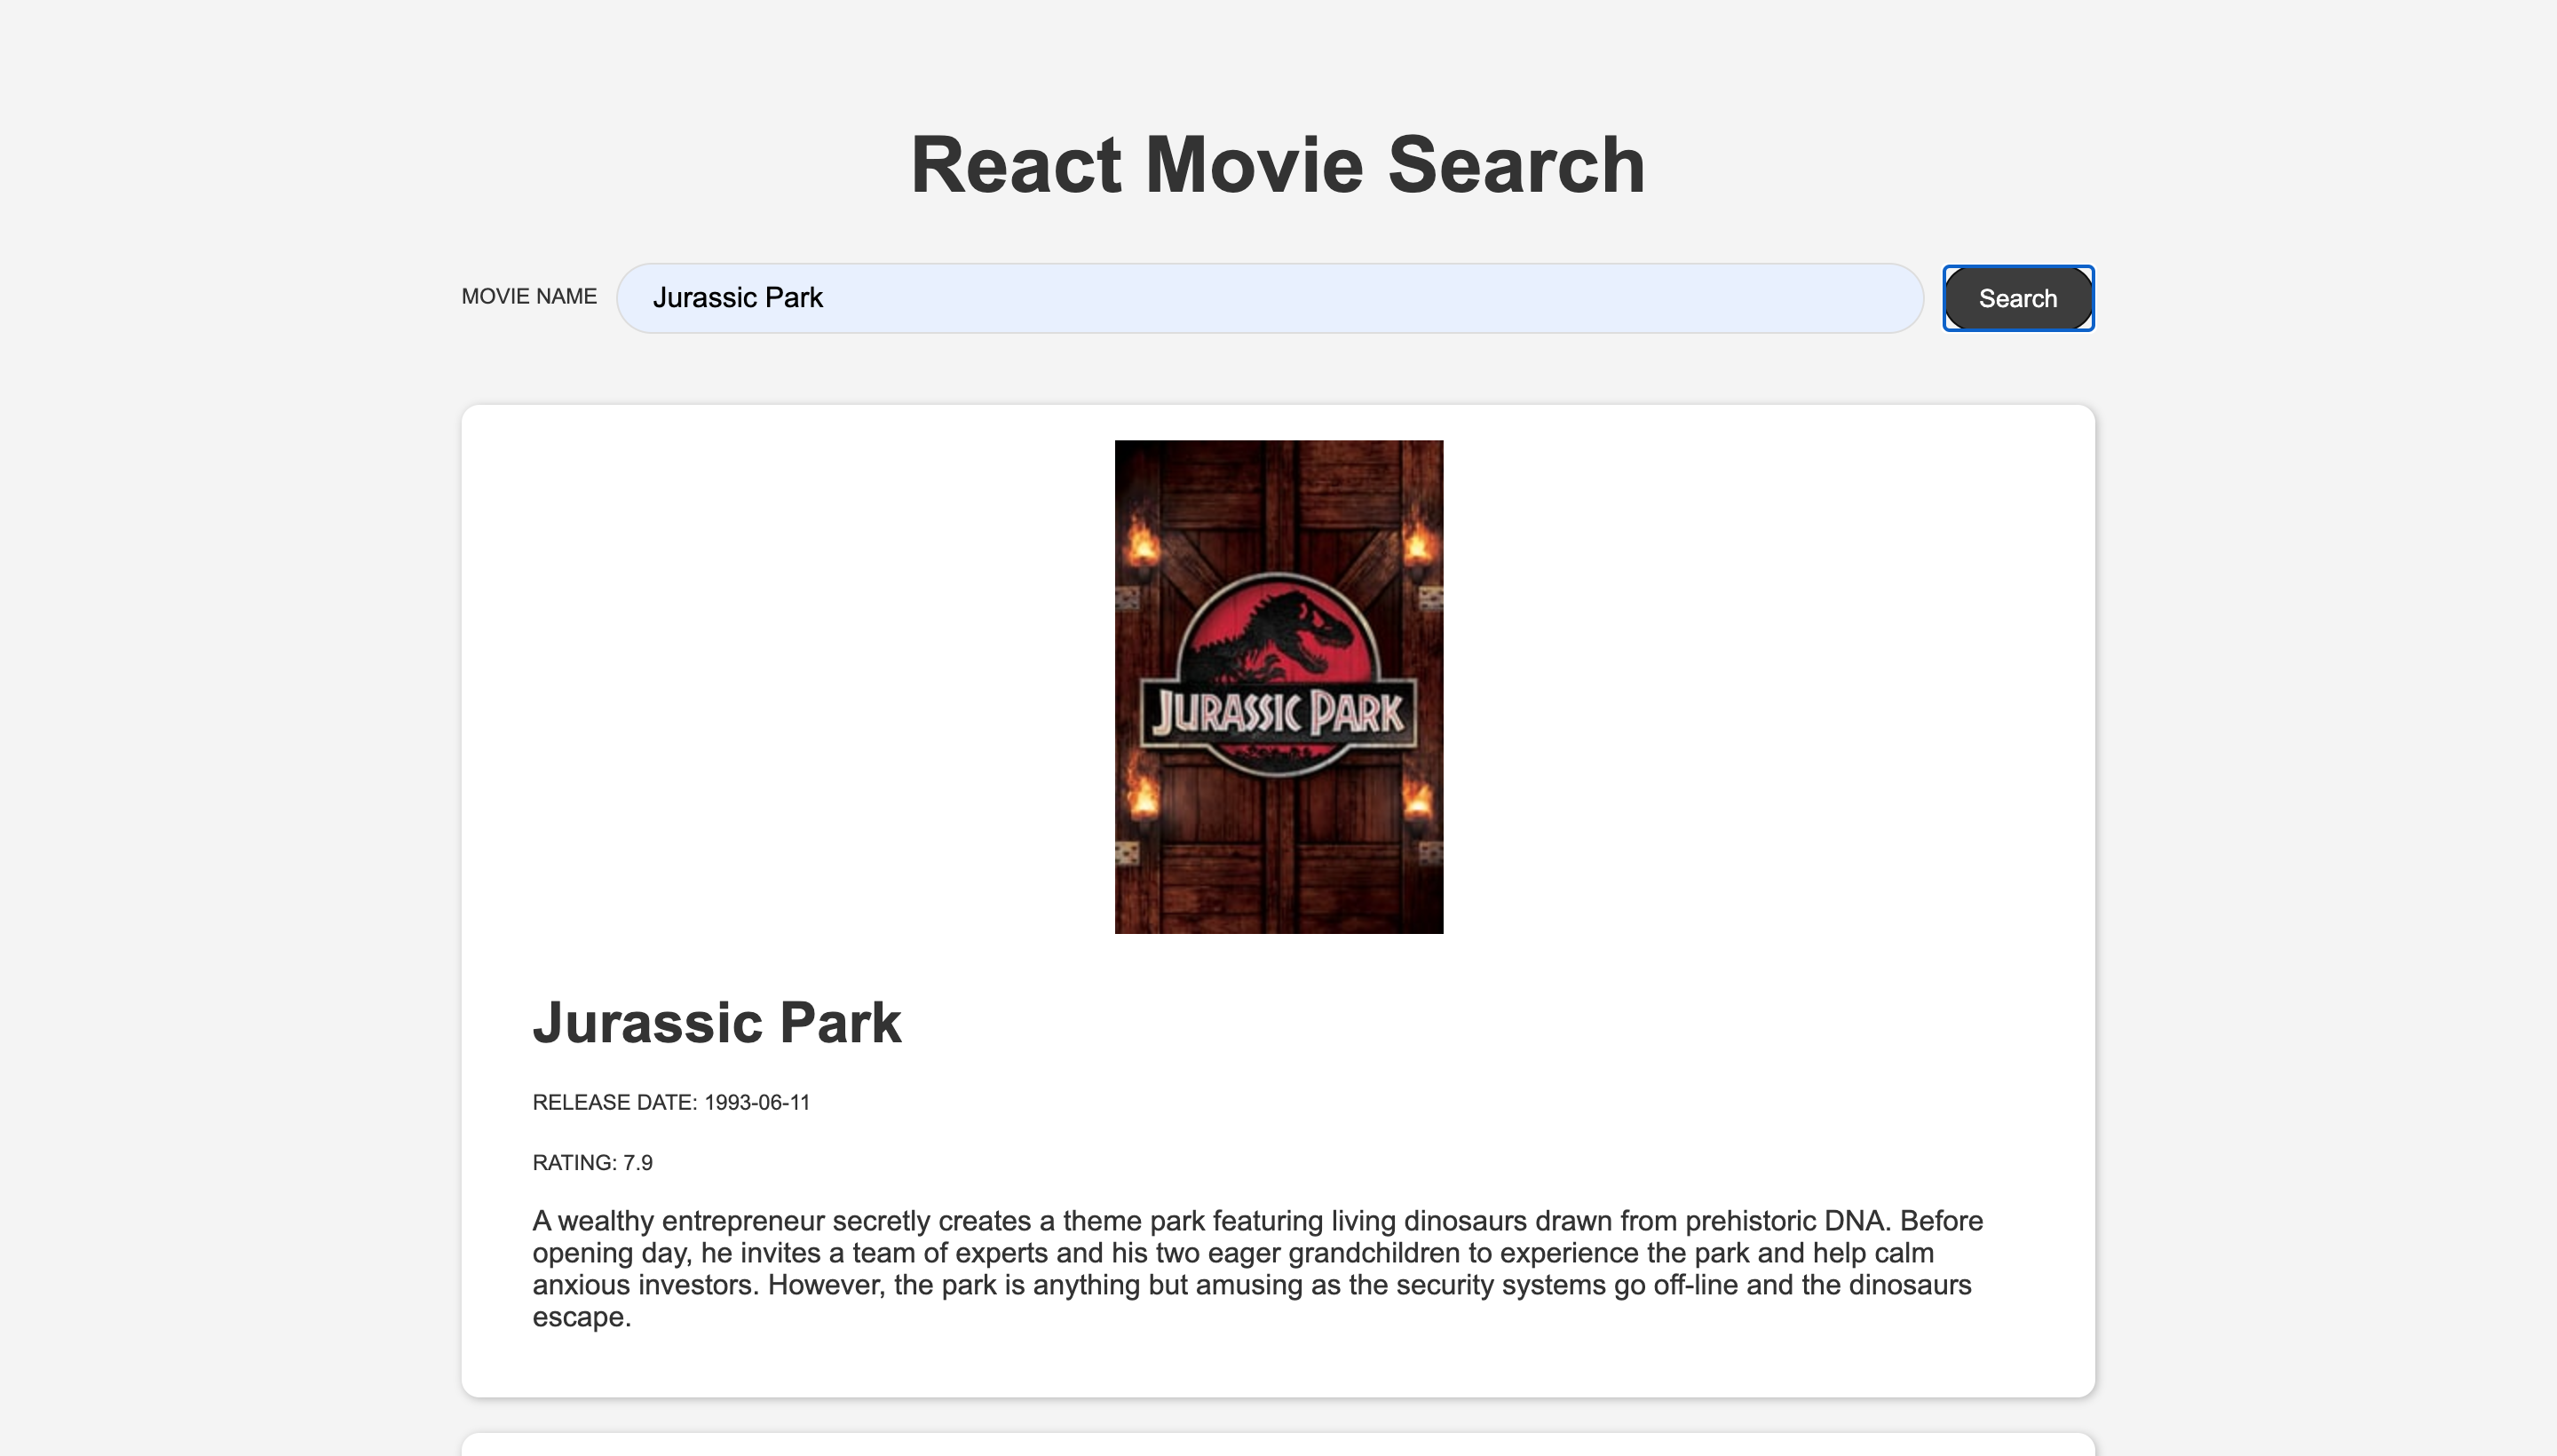 React Movie Search
MOVIE NAME Jurassic Park Search
JURASSIC PARK
Jurassic Park
RELEASE DATE: 1993-06-11
RATING: 7.9
A wealthy entrepreneur secretly creates a theme park featuring living dinosaurs drawn from prehistoric DNA. Before
opening day, he invites a team of experts and his two eager grandchildren to experience the park and help calm
anxious investors. However, the park is anything but amusing as the security systems go off-line and the dinosaurs
escape.